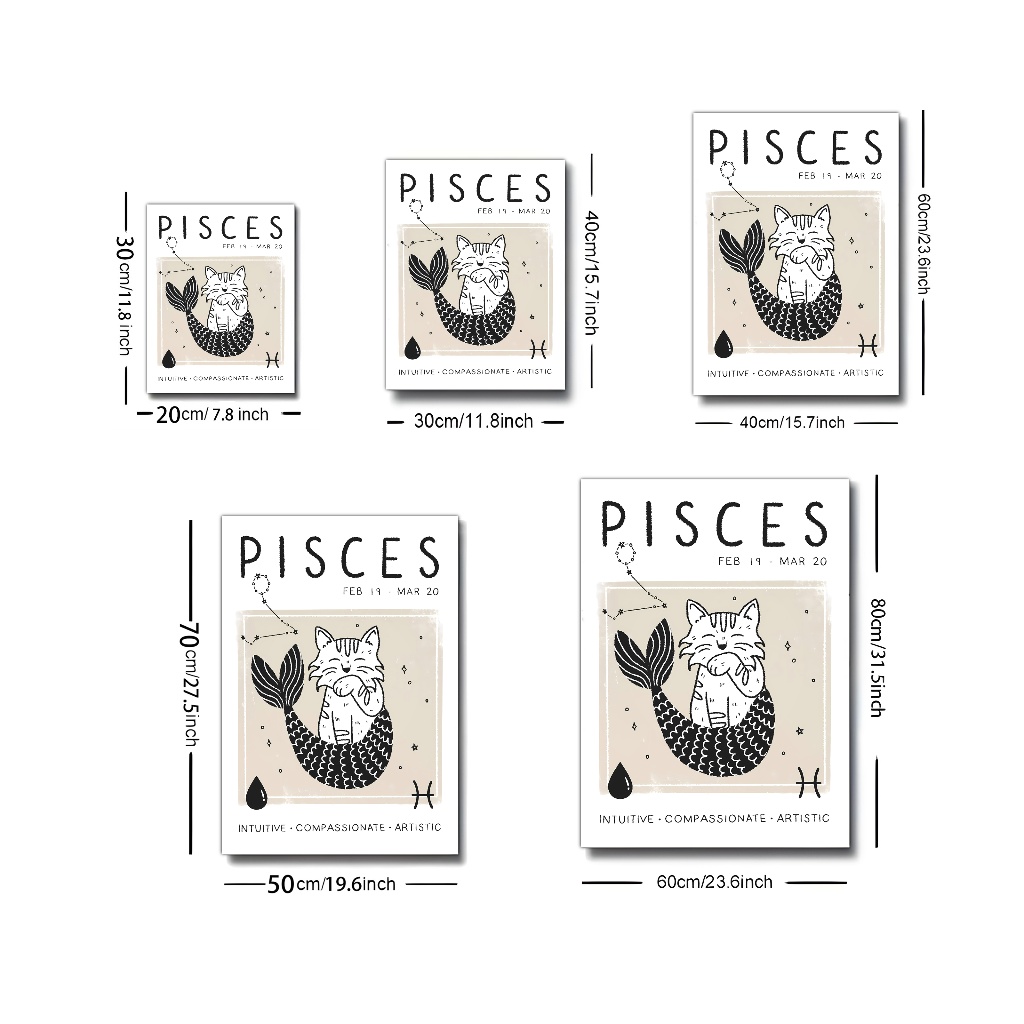 PISCES
FEB 19 - MAR 20
INTUITIVE · COMPASSIONATE · ARTISTIC
30cm/11.8 inch
20cm/ 7.8 inch
PISCES
FEB 19 - MAR 20
INTUITIVE · COMPASSIONATE · ARTISTIC
40cm/15.7inch
30cm/11.8inch
PISCES
FEB 19 - MAR 20
INTUITIVE · COMPASSIONATE · ARTISTIC
60cm/23.6inch
40cm/15.7inch
PISCES
FEB 19 - MAR 20
INTUITIVE · COMPASSIONATE · ARTISTIC
70cm/27.5inch
50cm/19.6inch
PISCES
FEB 19 - MAR 20
INTUITIVE · COMPASSIONATE · ARTISTIC
80cm/31.5inch
60cm/23.6inch